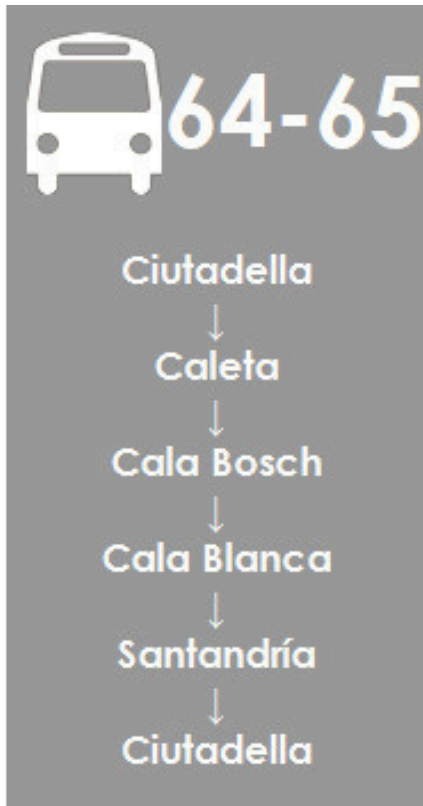 64-65
Ciutadella
↓
Caleta
↓
Cala Bosch
↓
Cala Blanca
↓
Santandría
↓
Ciutadella